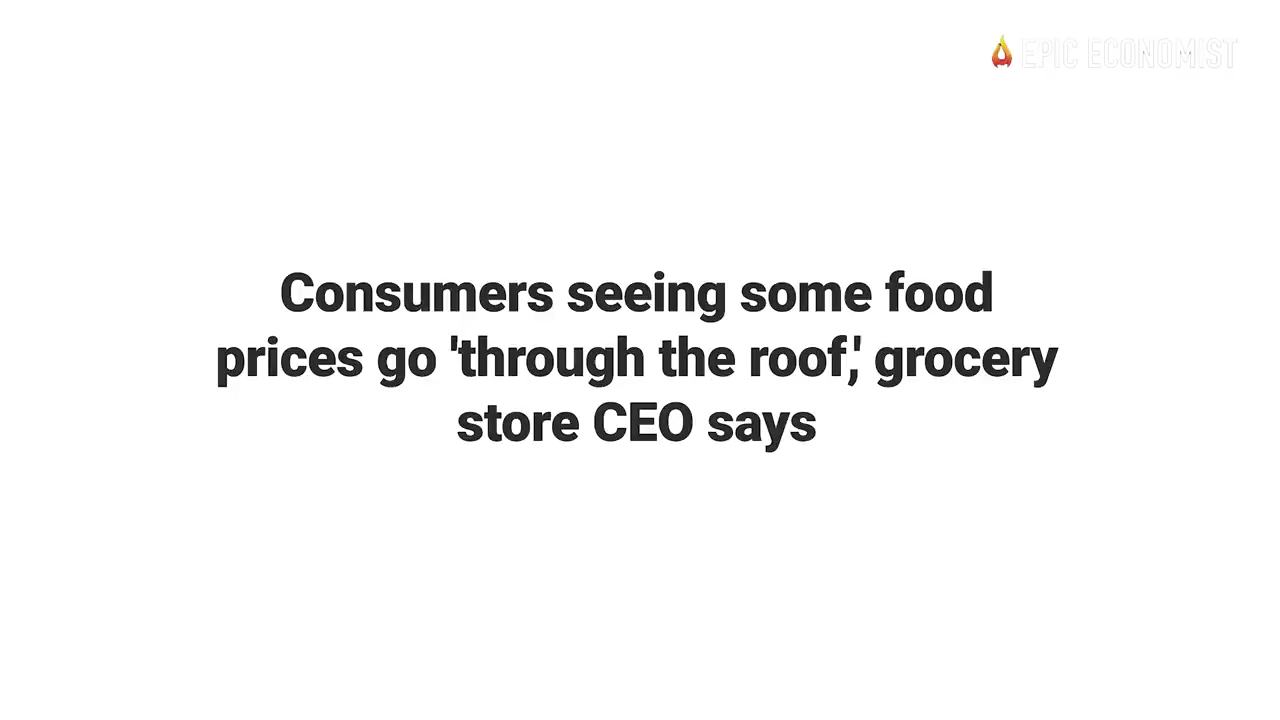 EPIC ECONOMIST
Consumers seeing some food
prices go 'through the roof,' grocery
store CEO says